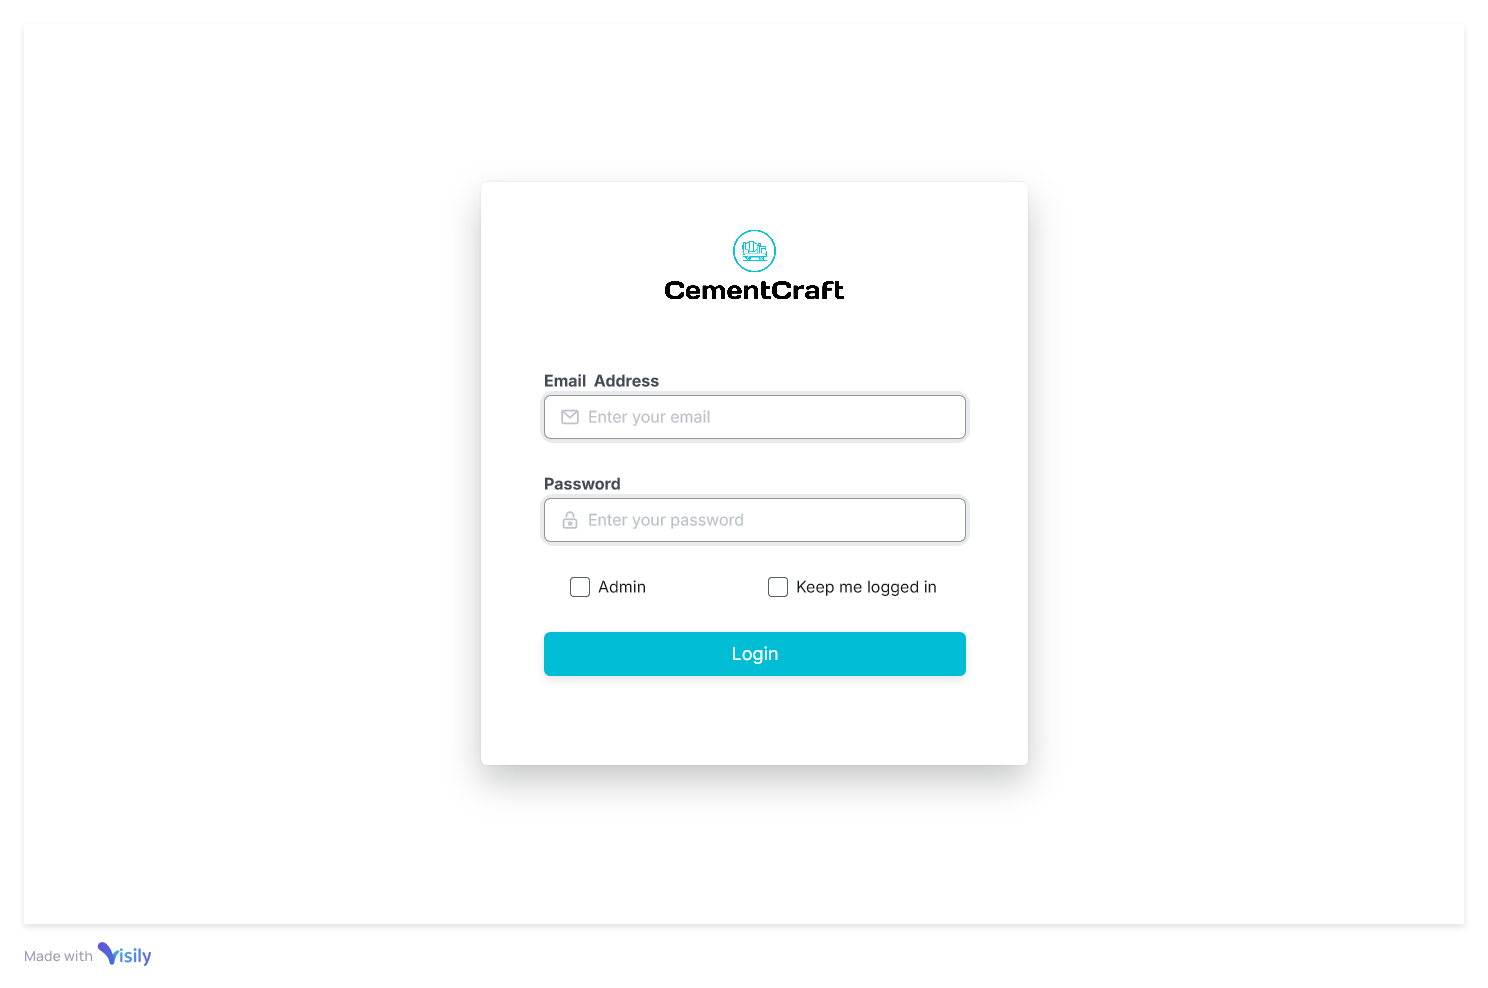 CementCraft
Email  Address
Enter your email
Password
Enter your password
Admin
Keep me logged in
Login
Made with Visily